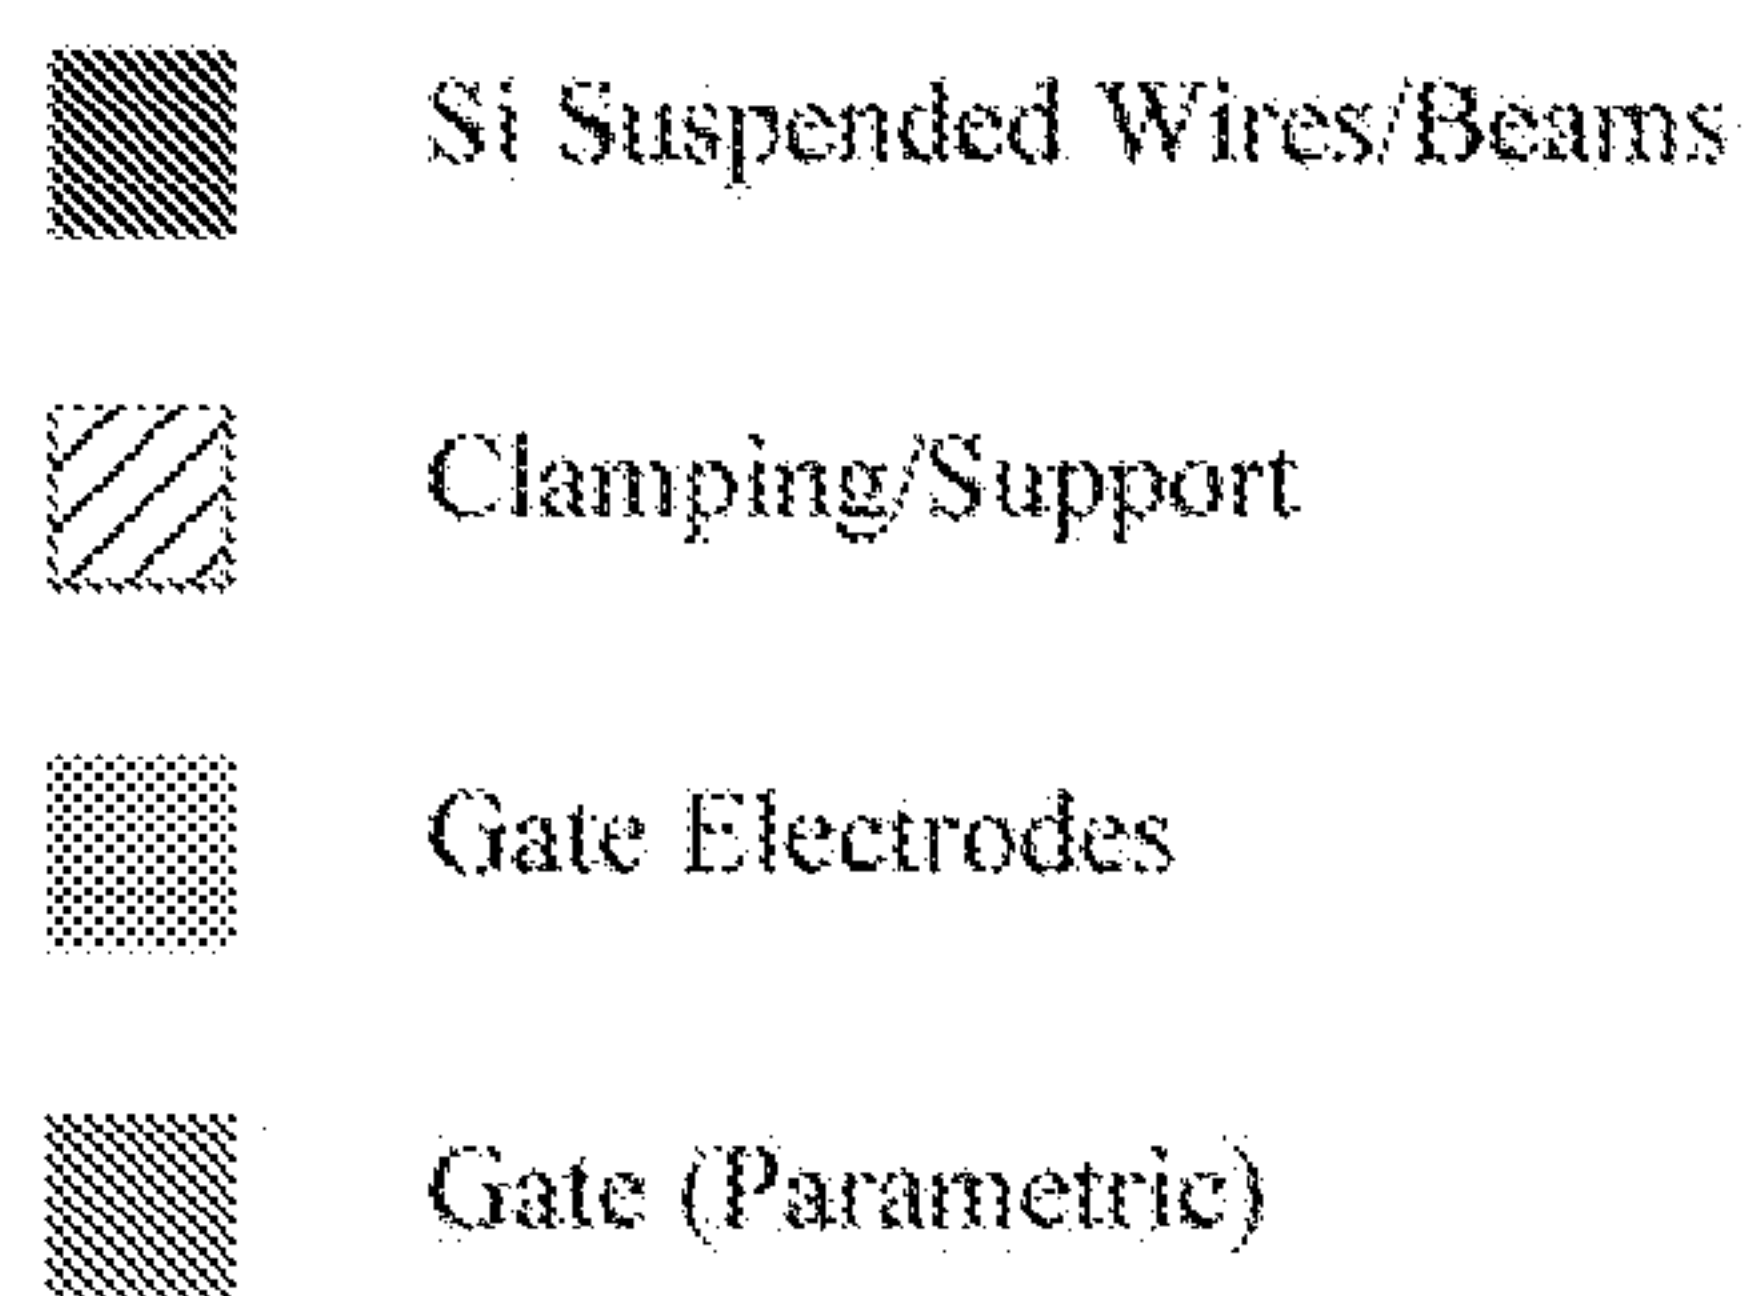 Si Suspended Wires/Beams
Clamping/Support
Gate Electrodes
Gate (Parametric)